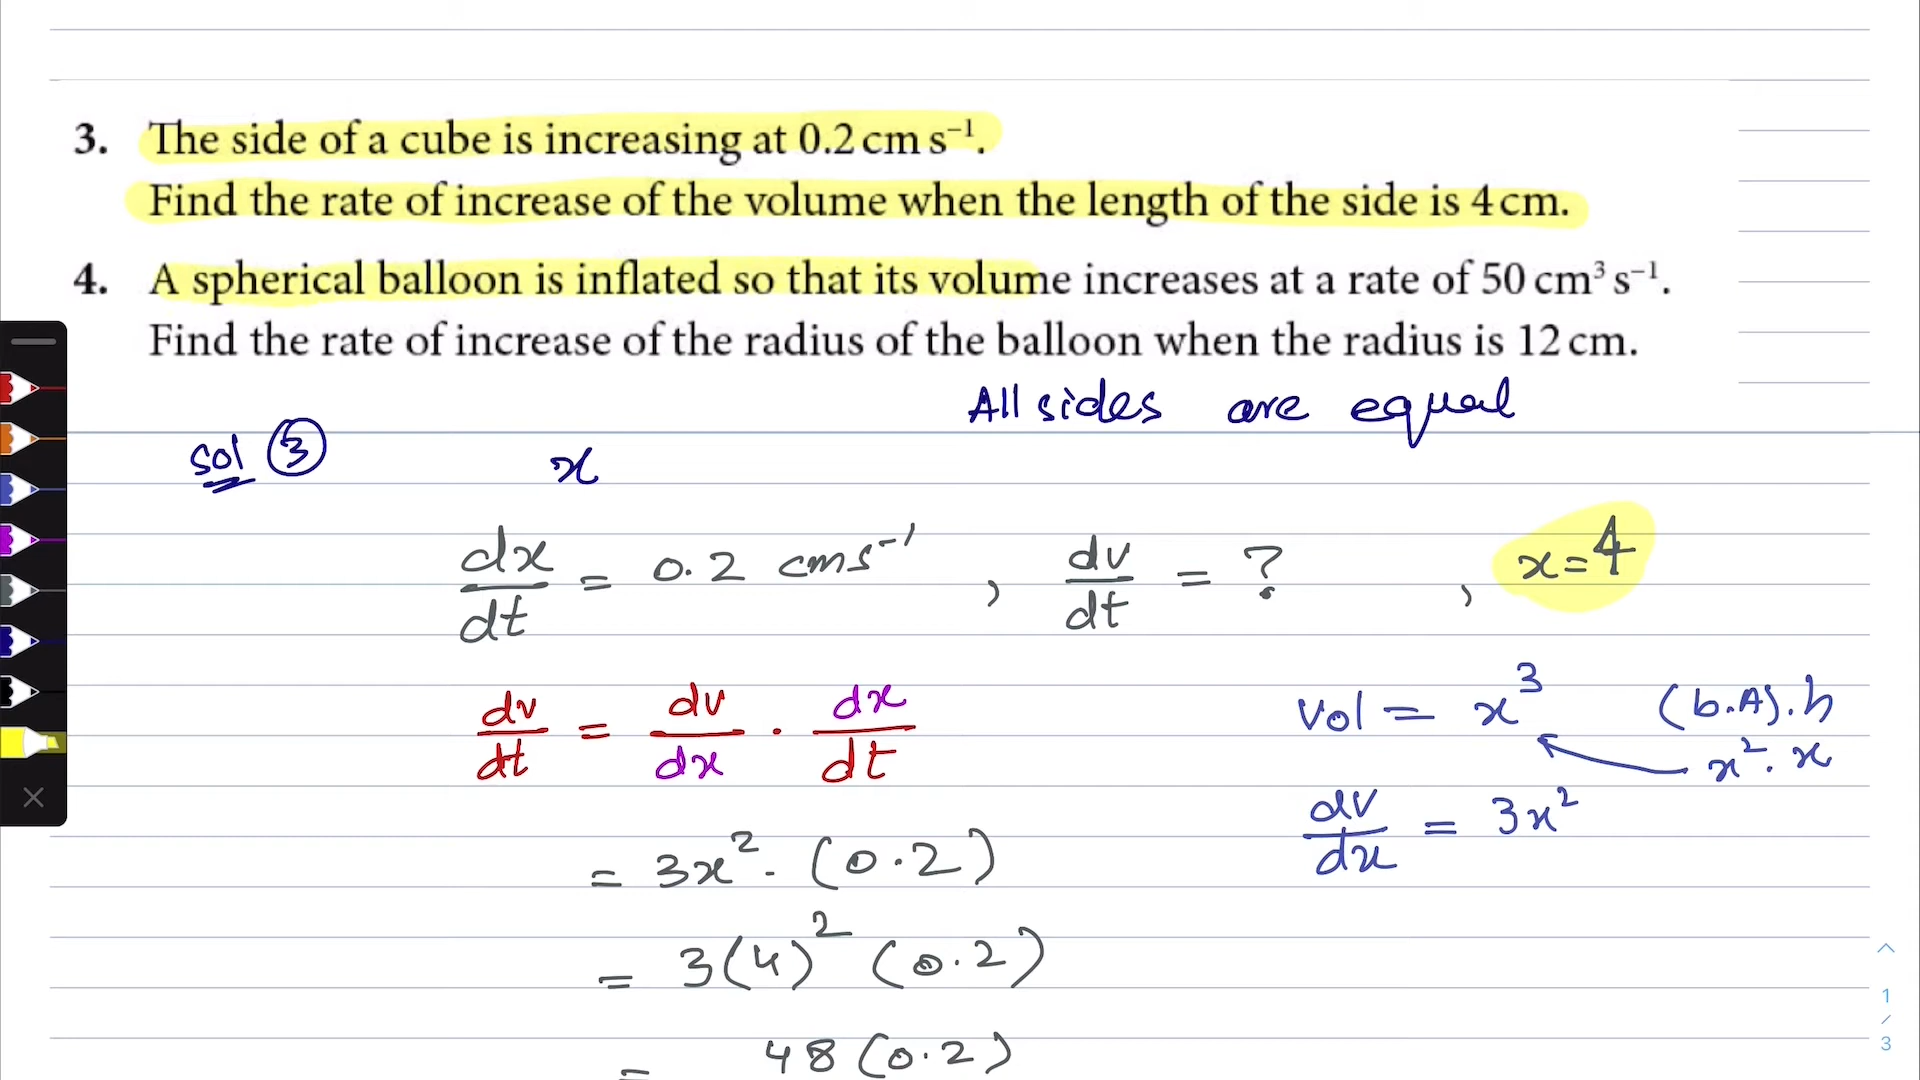 3. The side of a cube is increasing at 0.2 cm s⁻¹.
Find the rate of increase of the volume when the length of the side is 4 cm.
4. A spherical balloon is inflated so that its volume increases at a rate of 50 cm³ s⁻¹.
Find the rate of increase of the radius of the balloon when the radius is 12 cm.
All sides are equal
sol ③ x
dx/dt = 0.2 cms⁻¹ , dv/dt = ? , x=4
dv/dt = dv/dx · dx/dt
Vol = x³ (b.A).h
x². x
dv/dx = 3x²
= 3x² . (0.2)
= 3(4)² (0.2)
= 48 (0.2)
1
/
3